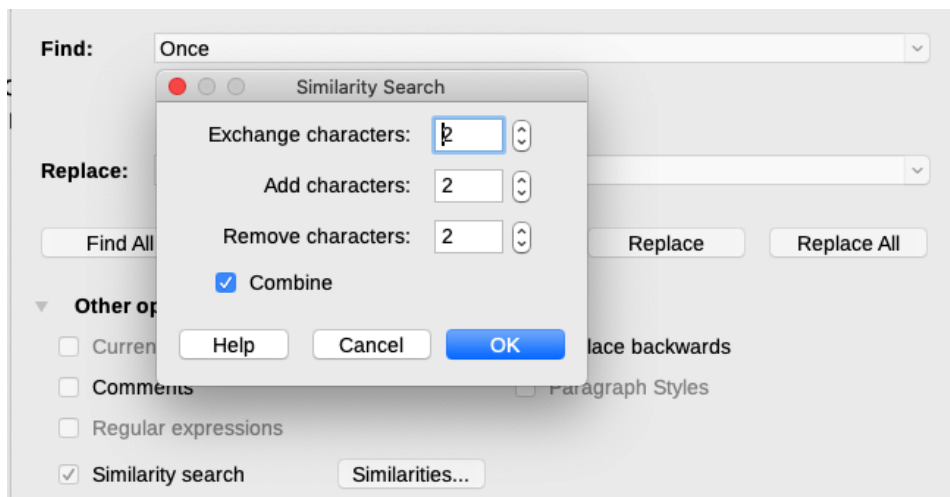 Find: Once
Similarity Search
Exchange characters: 2
Add characters: 2
Replace:
Remove characters: 2
Find All Replace Replace All
Combine
Other op
Help Cancel OK
Curren lace backwards
Comments Paragraph Styles
Regular expressions
Similarity search Similarities...